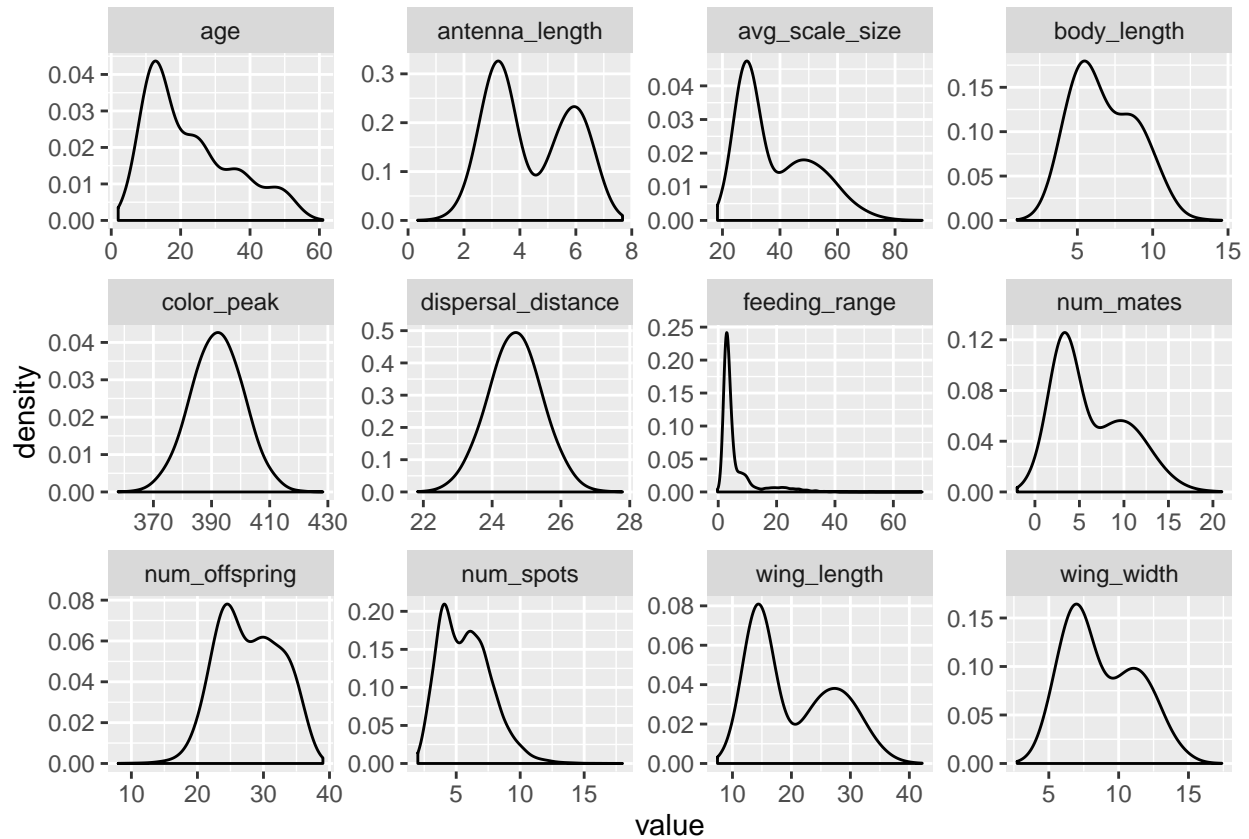 age
antenna_length
avg_scale_size
body_length
0.04
0.03
0.02
0.01
0.00
0 20 40 60
0.3
0.2
0.1
0.0
0 2 4 6 8
0.05
0.04
0.03
0.02
0.01
0.00
20 40 60 80
0.15
0.10
0.05
0.00
5 10 15
color_peak
dispersal_distance
feeding_range
num_mates
0.04
0.03
0.02
0.01
0.00
370 390 410 430
0.5
0.4
0.3
0.2
0.1
0.0
22 24 26 28
0.25
0.20
0.15
0.10
0.05
0.00
0 20 40 60
0.12
0.08
0.04
0.00
0 5 10 15 20
num_offspring
num_spots
wing_length
wing_width
0.08
0.06
0.04
0.02
0.00
10 20 30 40
0.20
0.15
0.10
0.05
0.00
5 10 15
0.08
0.06
0.04
0.02
0.00
10 20 30 40
0.15
0.10
0.05
0.00
5 10 15
density
value